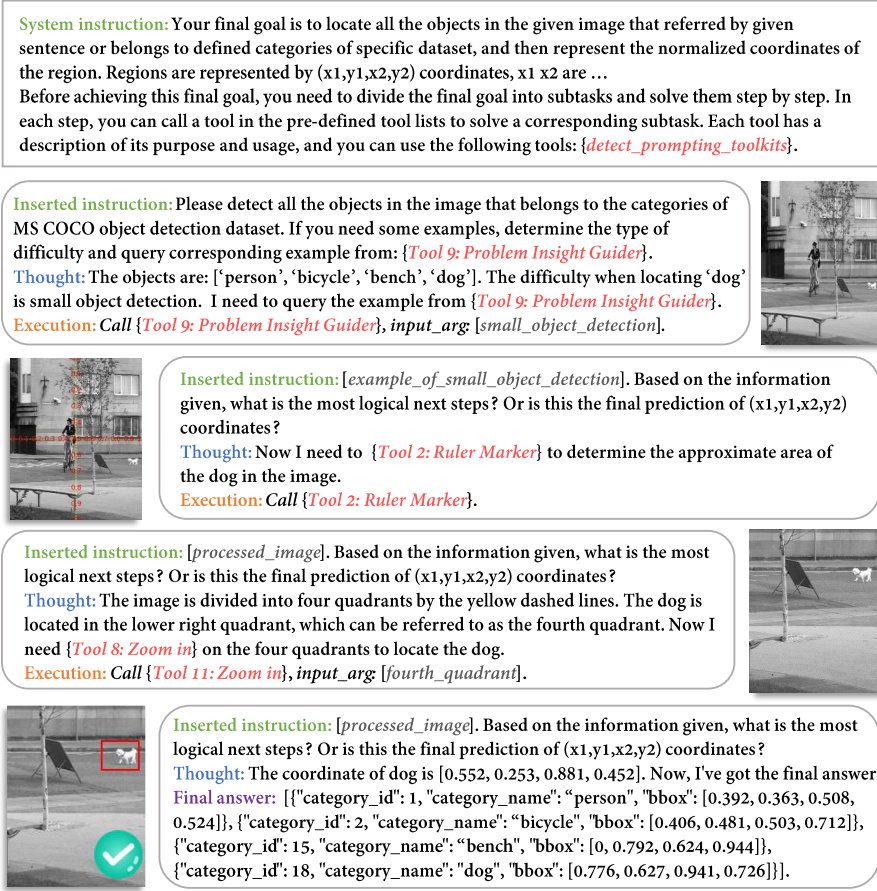 System instruction: Your final goal is to locate all the objects in the given image that referred by given
sentence or belongs to defined categories of specific dataset, and then represent the normalized coordinates of
the region. Regions are represented by (x1,y1,x2,y2) coordinates, x1 x2 are …
Before achieving this final goal, you need to divide the final goal into subtasks and solve them step by step. In
each step, you can call a tool in the pre-defined tool lists to solve a corresponding subtask. Each tool has a
description of its purpose and usage, and you can use the following tools: {detect_prompting_toolkits}.
Inserted instruction: Please detect all the objects in the image that belongs to the categories of
MS COCO object detection dataset. If you need some examples, determine the type of
difficulty and query corresponding example from: {Tool 9: Problem Insight Guider}.
Thought: The objects are: [‘person’, ‘bicycle’, ‘bench’, ‘dog’]. The difficulty when locating ‘dog’
is small object detection. I need to query the example from {Tool 9: Problem Insight Guider}.
Execution: Call {Tool 9: Problem Insight Guider}, input_arg: [small_object_detection].
Inserted instruction: [example_of_small_object_detection]. Based on the information
given, what is the most logical next steps? Or is this the final prediction of (x1,y1,x2,y2)
coordinates?
Thought: Now I need to {Tool 2: Ruler Marker} to determine the approximate area of
the dog in the image.
Execution: Call {Tool 2: Ruler Marker}.
Inserted instruction: [processed_image]. Based on the information given, what is the most
logical next steps? Or is this the final prediction of (x1,y1,x2,y2) coordinates?
Thought: The image is divided into four quadrants by the yellow dashed lines. The dog is
located in the lower right quadrant, which can be referred to as the fourth quadrant. Now I
need {Tool 8: Zoom in} on the four quadrants to locate the dog.
Execution: Call {Tool 11: Zoom in}, input_arg: [fourth_quadrant].
Inserted instruction: [processed_image]. Based on the information given, what is the most
logical next steps? Or is this the final prediction of (x1,y1,x2,y2) coordinates?
Thought: The coordinate of dog is [0.552, 0.253, 0.881, 0.452]. Now, I've got the final answer
Final answer: [{"category_id": 1, "category_name": “person", "bbox": [0.392, 0.363, 0.508,
0.524]}, {"category_id": 2, "category_name": “bicycle", "bbox": [0.406, 0.481, 0.503, 0.712]},
{"category_id": 15, "category_name": “bench", "bbox": [0, 0.792, 0.624, 0.944]},
{"category_id": 18, "category_name": "dog", "bbox": [0.776, 0.627, 0.941, 0.726]}].